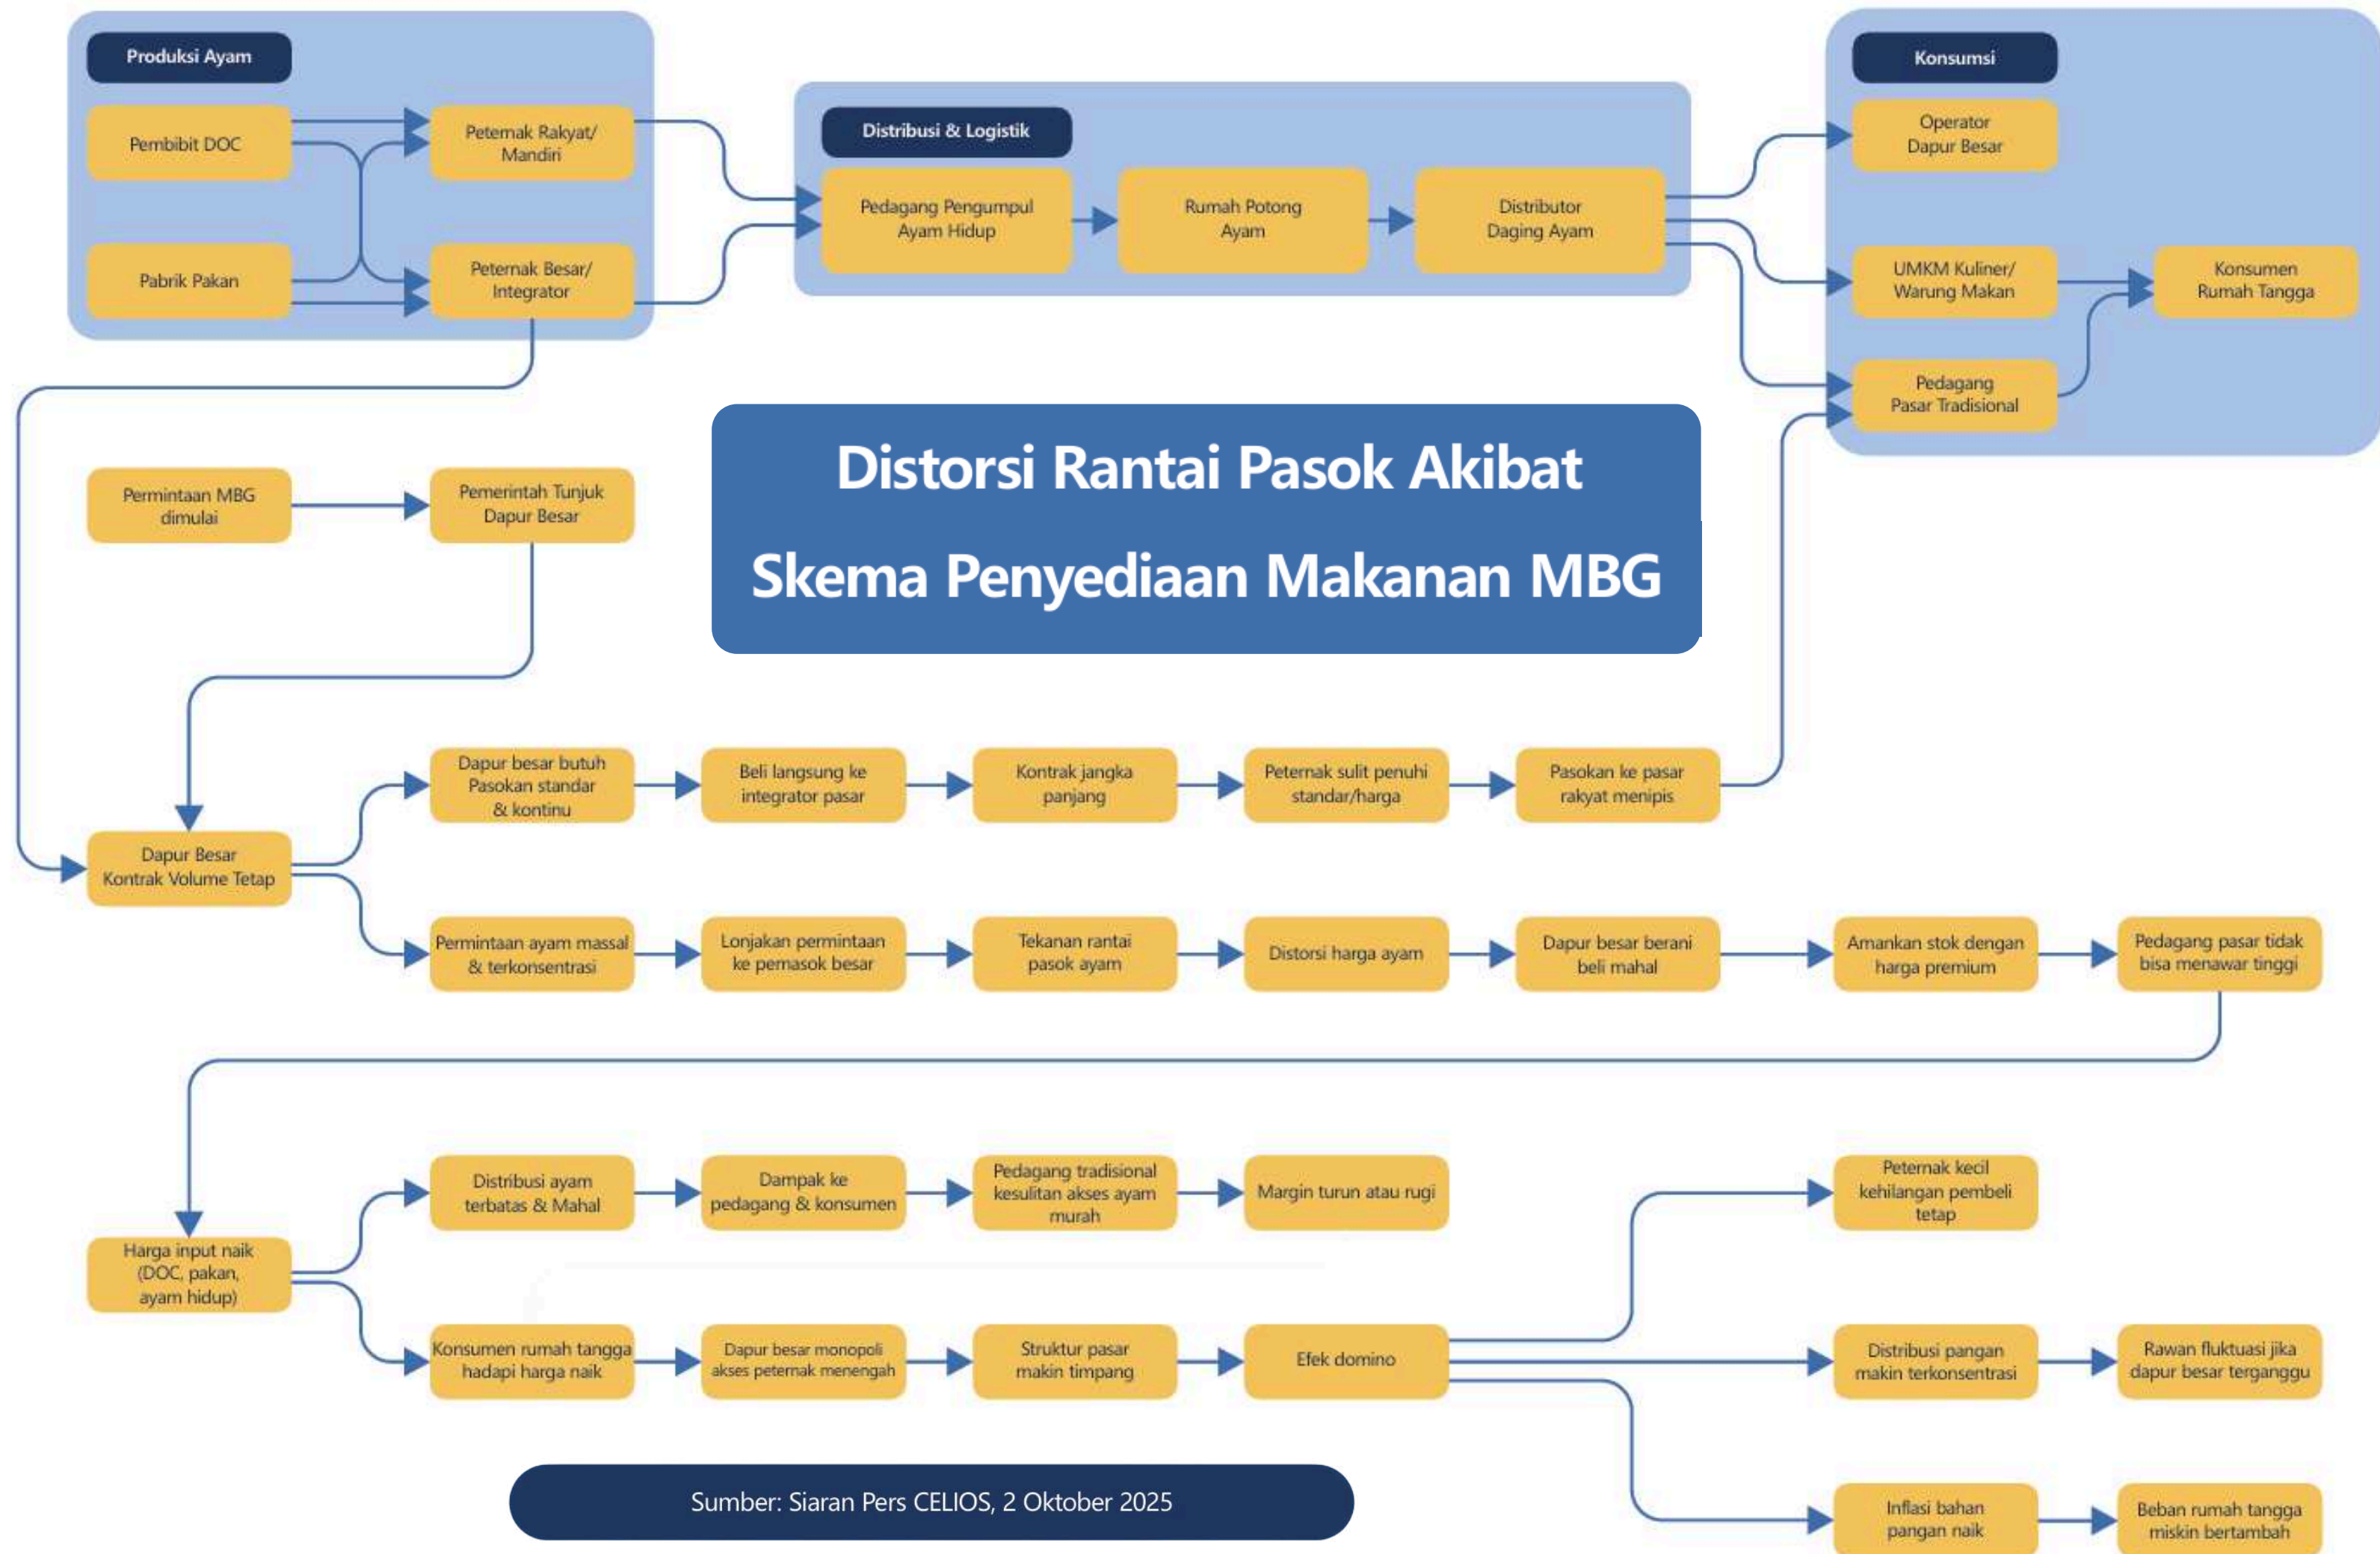 Produksi Ayam
Pembibit DOC
Peternak Rakyat/
Mandiri
Pabrik Pakan
Peternak Besar/
Integrator
Distribusi & Logistik
Pedagang Pengumpul
Ayam Hidup
Rumah Potong
Ayam
Distributor
Daging Ayam
Konsumsi
Operator
Dapur Besar
UMKM Kuliner/
Warung Makan
Konsumen
Rumah Tangga
Pedagang
Pasar Tradisional
Distorsi Rantai Pasok Akibat
Skema Penyediaan Makanan MBG
Permintaan MBG
dimulai
Pemerintah Tunjuk
Dapur Besar
Dapur Besar
Kontrak Volume Tetap
Dapur besar butuh
Pasokan standar
& kontinu
Beli langsung ke
integrator pasar
Kontrak jangka
panjang
Peternak sulit penuhi
standar/harga
Pasokan ke pasar
rakyat menipis
Permintaan ayam massal
& terkonsentrasi
Lonjakan permintaan
ke pemasok besar
Tekanan rantai
pasok ayam
Distorsi harga ayam
Dapur besar berani
beli mahal
Amankan stok dengan
harga premium
Pedagang pasar tidak
bisa menawar tinggi
Harga input naik
(DOC, pakan,
ayam hidup)
Distribusi ayam
terbatas & Mahal
Dampak ke
pedagang & konsumen
Pedagang tradisional
kesulitan akses ayam
murah
Margin turun atau rugi
Konsumen rumah tangga
hadapi harga naik
Dapur besar monopoli
akses peternak menengah
Struktur pasar
makin timpang
Efek domino
Peternak kecil
kehilangan pembeli
tetap
Distribusi pangan
makin terkonsentrasi
Rawan fluktuasi jika
dapur besar terganggu
Inflasi bahan
pangan naik
Beban rumah tangga
miskin bertambah
Sumber: Siaran Pers CELIOS, 2 Oktober 2025